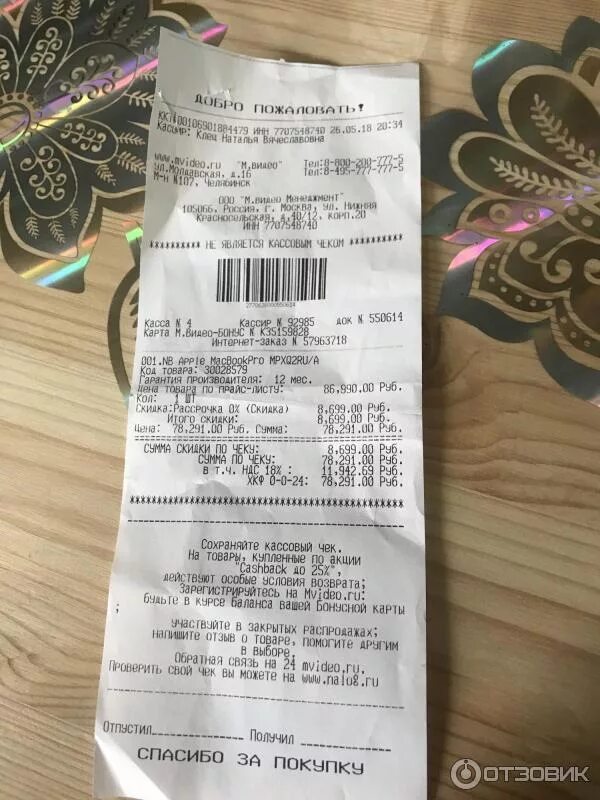 ДОБРО ПОЖАЛОВАТЬ!
ККМ 00106901884479 ИНН 7707548740 26.05.18 20:34
Кассир: Клец Наталья Вячеславовна
www.mvideo.ru "М.видео" Тел:8-800-200-777-5
ул.Молдавская, д.16 Тел:8-495-777-777-5
М-н №107, Челябинск
ООО "М.видео Менеджмент"
105066, Россия, г. Москва, ул. Нижняя
Красносельская, д.40/12, корп.20
ИНН 7707548740
********** НЕ ЯВЛЯЕТСЯ КАССОВЫМ ЧЕКОМ **********
2770630000550614
Касса N 4 Кассир N 92985 док N 550614
Карта М.Видео-БОНУС N K35159828
Интернет-заказ N 57963718
001.NB Apple MacBookPro MPXQ2RU/A
Код товара: 30028579
Гарантия производителя: 12 мес.
Цена товара по прайс-листу: 86,990.00 Руб.
Кол: 1 ШТ
Скидка:Рассрочка 0% (Скидка) 8,699.00 Руб.
Итого скидки: 8,699.00 Руб.
Цена: 78,291.00 Руб. Сумма: 78,291.00 Руб.
СУММА СКИДКИ ПО ЧЕКУ: 8,699.00 Руб.
СУММА ПО ЧЕКУ: 78,291.00 Руб.
в т.ч. НДС 18% : 11,942.69 Руб.
ХКФ 0-0-24: 78,291.00 Руб.
Сохраняйте кассовый чек.
На товары, купленные по акции
"Cashback до 25%",
действуют особые условия возврата;
Зарегистрируйтесь на Mvideo.ru:
будьте в курсе баланса вашей Бонусной карты
;
участвуйте в закрытых распродажах;
напишите отзыв о товаре, помогите другим
в выборе.
Обратная связь на 24 mvideo.ru.
Проверить свой чек вы можете на www.nalog.ru
Отпустил Получил
СПАСИБО ЗА ПОКУПКУ
ОТЗОВИК